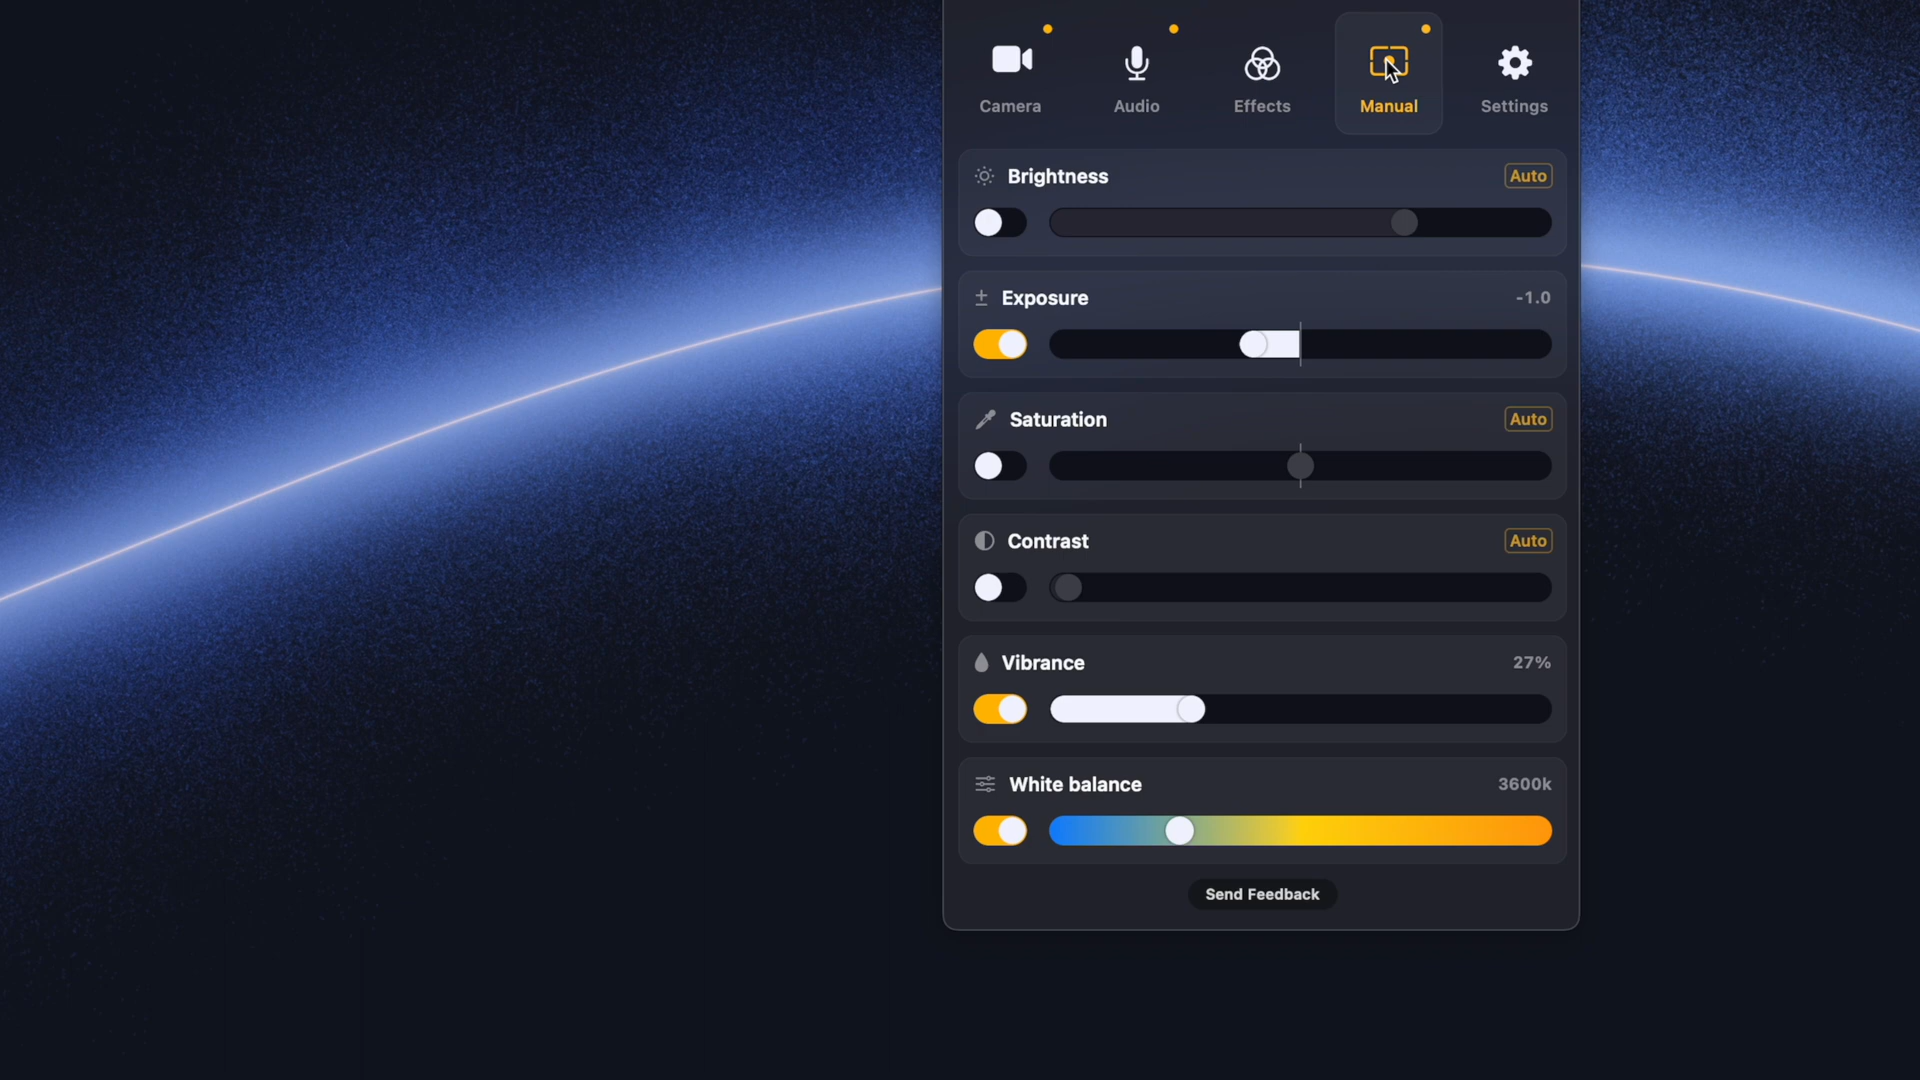 Camera
Audio
Effects
Manual
Settings
Brightness
Auto
Exposure
-1.0
Saturation
Auto
Contrast
Auto
Vibrance
27%
White balance
3600k
Send Feedback